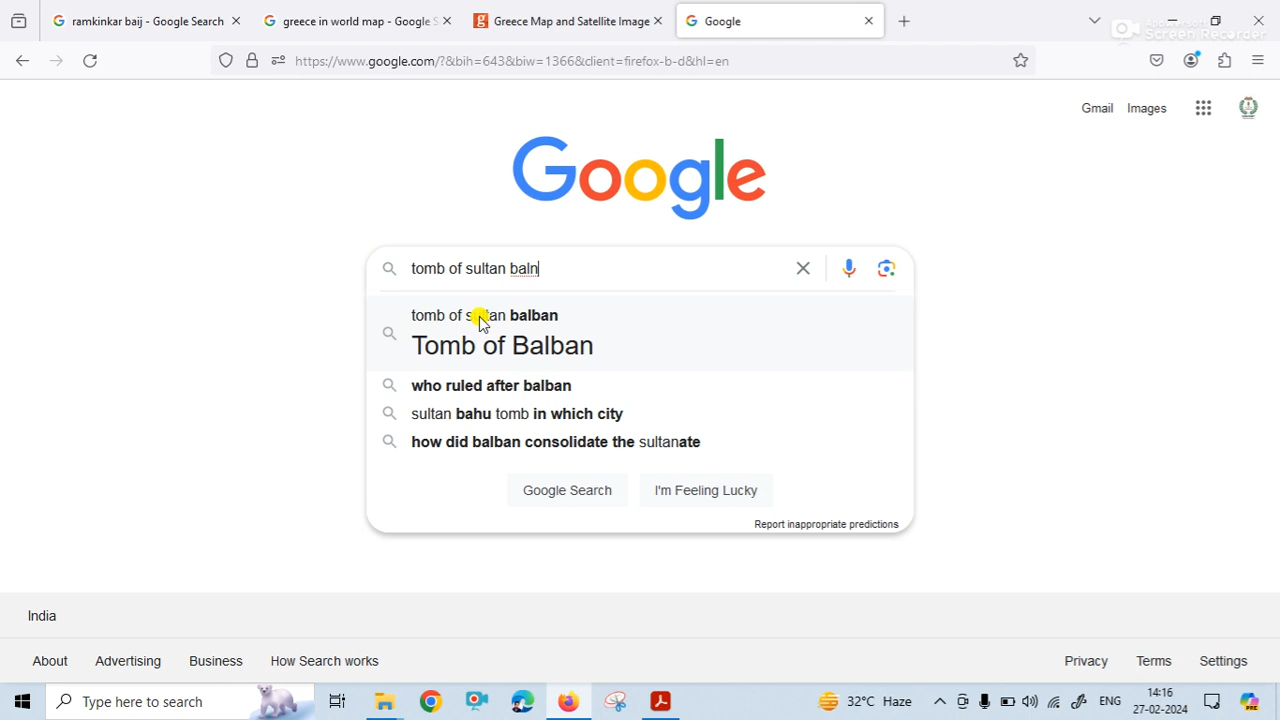 ramkinkar baij - Google Search
greece in world map - Google S
Greece Map and Satellite Image
Google
Apowersoft
Screen Recorder
https://www.google.com/?&bih=643&biw=1366&client=firefox-b-d&hl=en
Gmail Images
Google
tomb of sultan baln
tomb of sultan balban
Tomb of Balban
who ruled after balban
sultan bahu tomb in which city
how did balban consolidate the sultanate
Google Search I'm Feeling Lucky
Report inappropriate predictions
India
About Advertising Business How Search works Privacy Terms Settings
Type here to search 32°C Haze ENG 14:16
27-02-2024
PRE